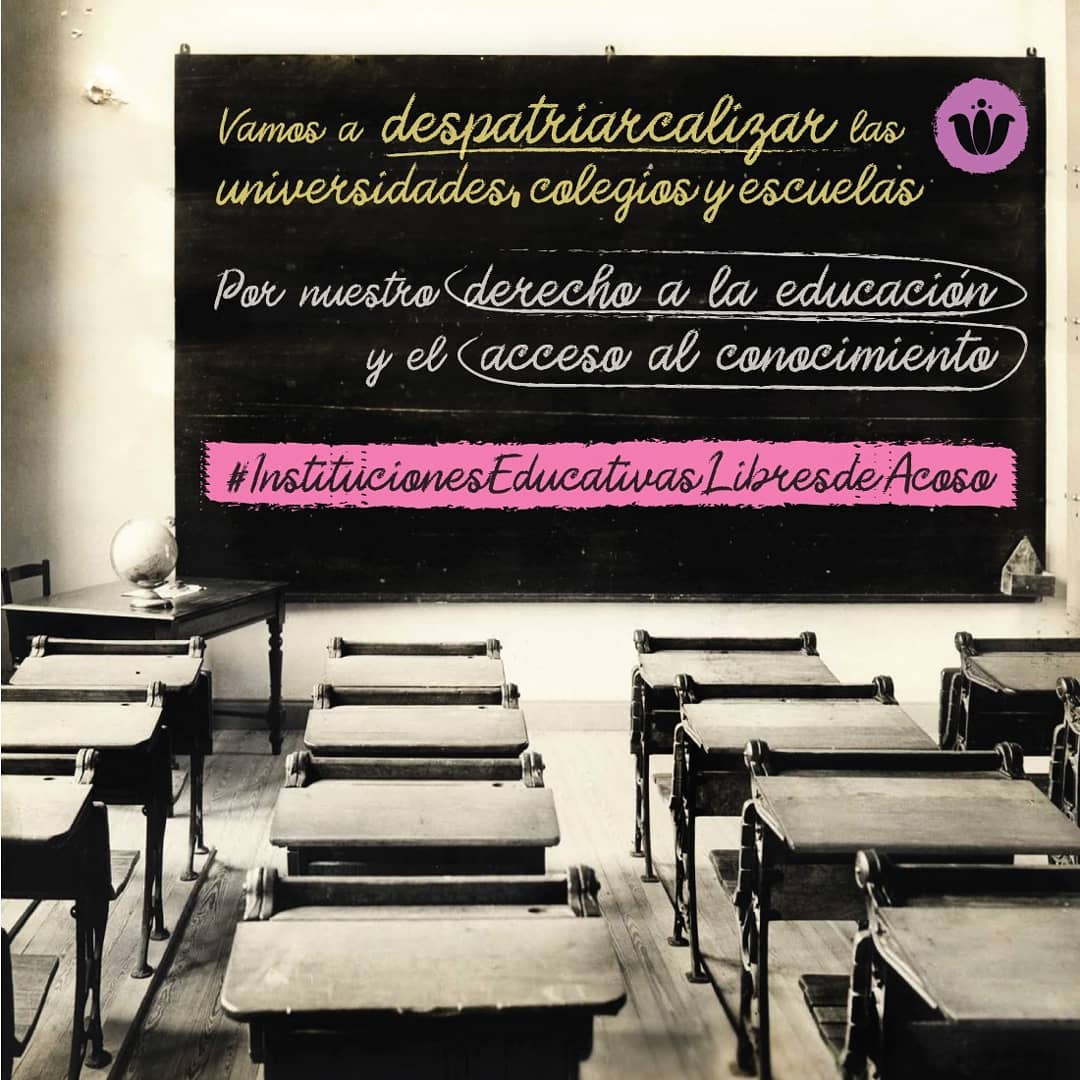 Vamos a despatriarcalizar las
universidades, colegios y escuelas
Por nuestro derecho a la educación
y el acceso al conocimiento
#InstitucionesEducativasLibresdeAcoso